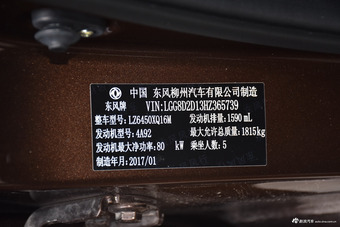 中国 东风柳州汽车有限公司制造
东风牌 VIN:LGG8D2D13HZ365739
整车型号: LZ6450XQ16M 发动机排量: 1590 mL
发动机型号: 4A92 最大允许总质量: 1815kg
发动机最大净功率: 80 kW 乘坐人数: 5
制造年月: 2017/01